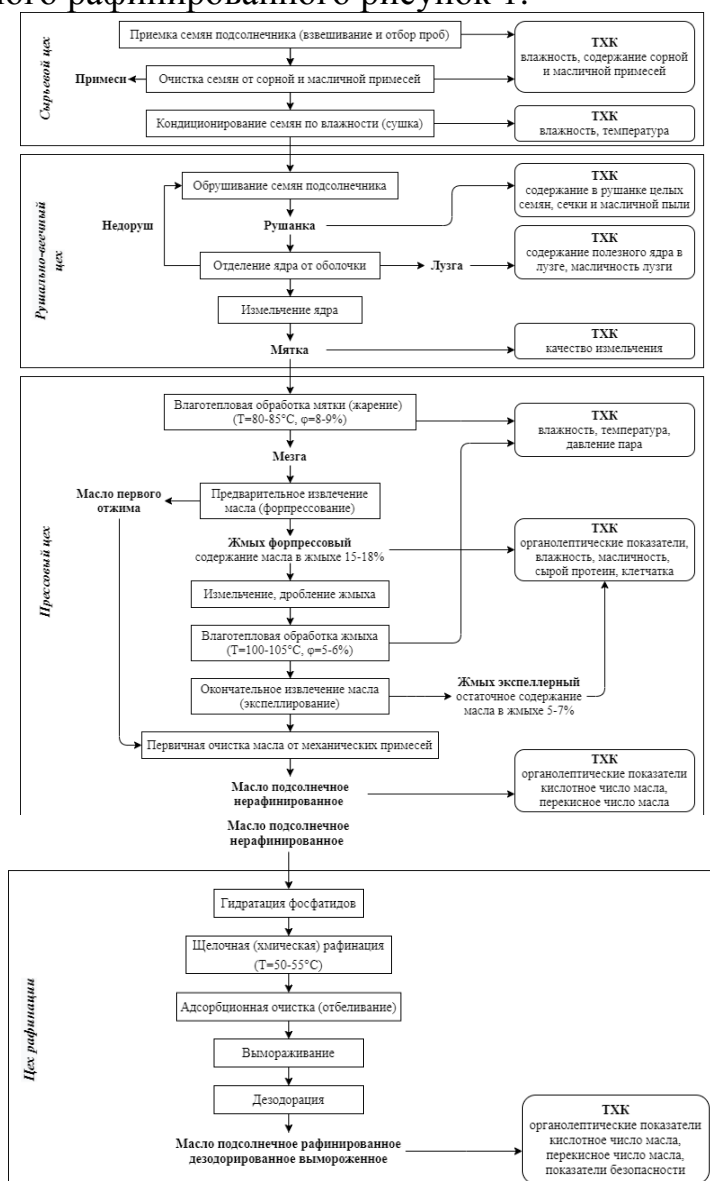 ного рафинированного рисунок 1.
Сырьевой цех
Приемка семян подсолнечника (взвешивание и отбор проб)
ТХК
влажность, содержание сорной
и масличной примесей
Примеси
Очистка семян от сорной и масличной примесей
Кондиционирование семян по влажности (сушка)
ТХК
влажность, температура
Рушально-веечный
цех
Обрушивание семян подсолнечника
ТХК
содержание в рушанке целых
семян, сечки и масличной пыли
Недоруш
Рушанка
Отделение ядра от оболочки
Лузга
ТХК
содержание полезного ядра в
лузге, масличность лузги
Измельчение ядра
Мятка
ТХК
качество измельчения
Прессовый цех
Влаготепловая обработка мятки (жарение)
(Т=80-85°С, φ=8-9%)
ТХК
влажность, температура,
давление пара
Мезга
Масло первого
отжима
Предварительное извлечение
масла (форпрессование)
Жмых форпрессовый
содержание масла в жмыхе 15-18%
ТХК
органолептические показатели,
влажность, масличность,
сырой протеин, клетчатка
Измельчение, дробление жмыха
Влаготепловая обработка жмыха
(Т=100-105°С, φ=5-6%)
Окончательное извлечение масла
(экспеллирование)
Жмых экспеллерный
остаточное содержание
масла в жмыхе 5-7%
Первичная очистка масла от механических примесей
Масло подсолнечное
нерафинированное
ТХК
органолептические показатели
кислотное число масла,
перекисное число масла
Масло подсолнечное
нерафинированное
Цех рафинации
Гидратация фосфатидов
Щелочная (хмическая) рафинация
(Т=50-55°С)
Адсорбционная очистка (отбеливание)
Вымораживание
Дезодорация
Масло подсолнечное рафинированное
дезодорированное вымороженное
ТХК
органолептические показатели
кислотное число масла,
перекисное число масла,
показатели безопасности